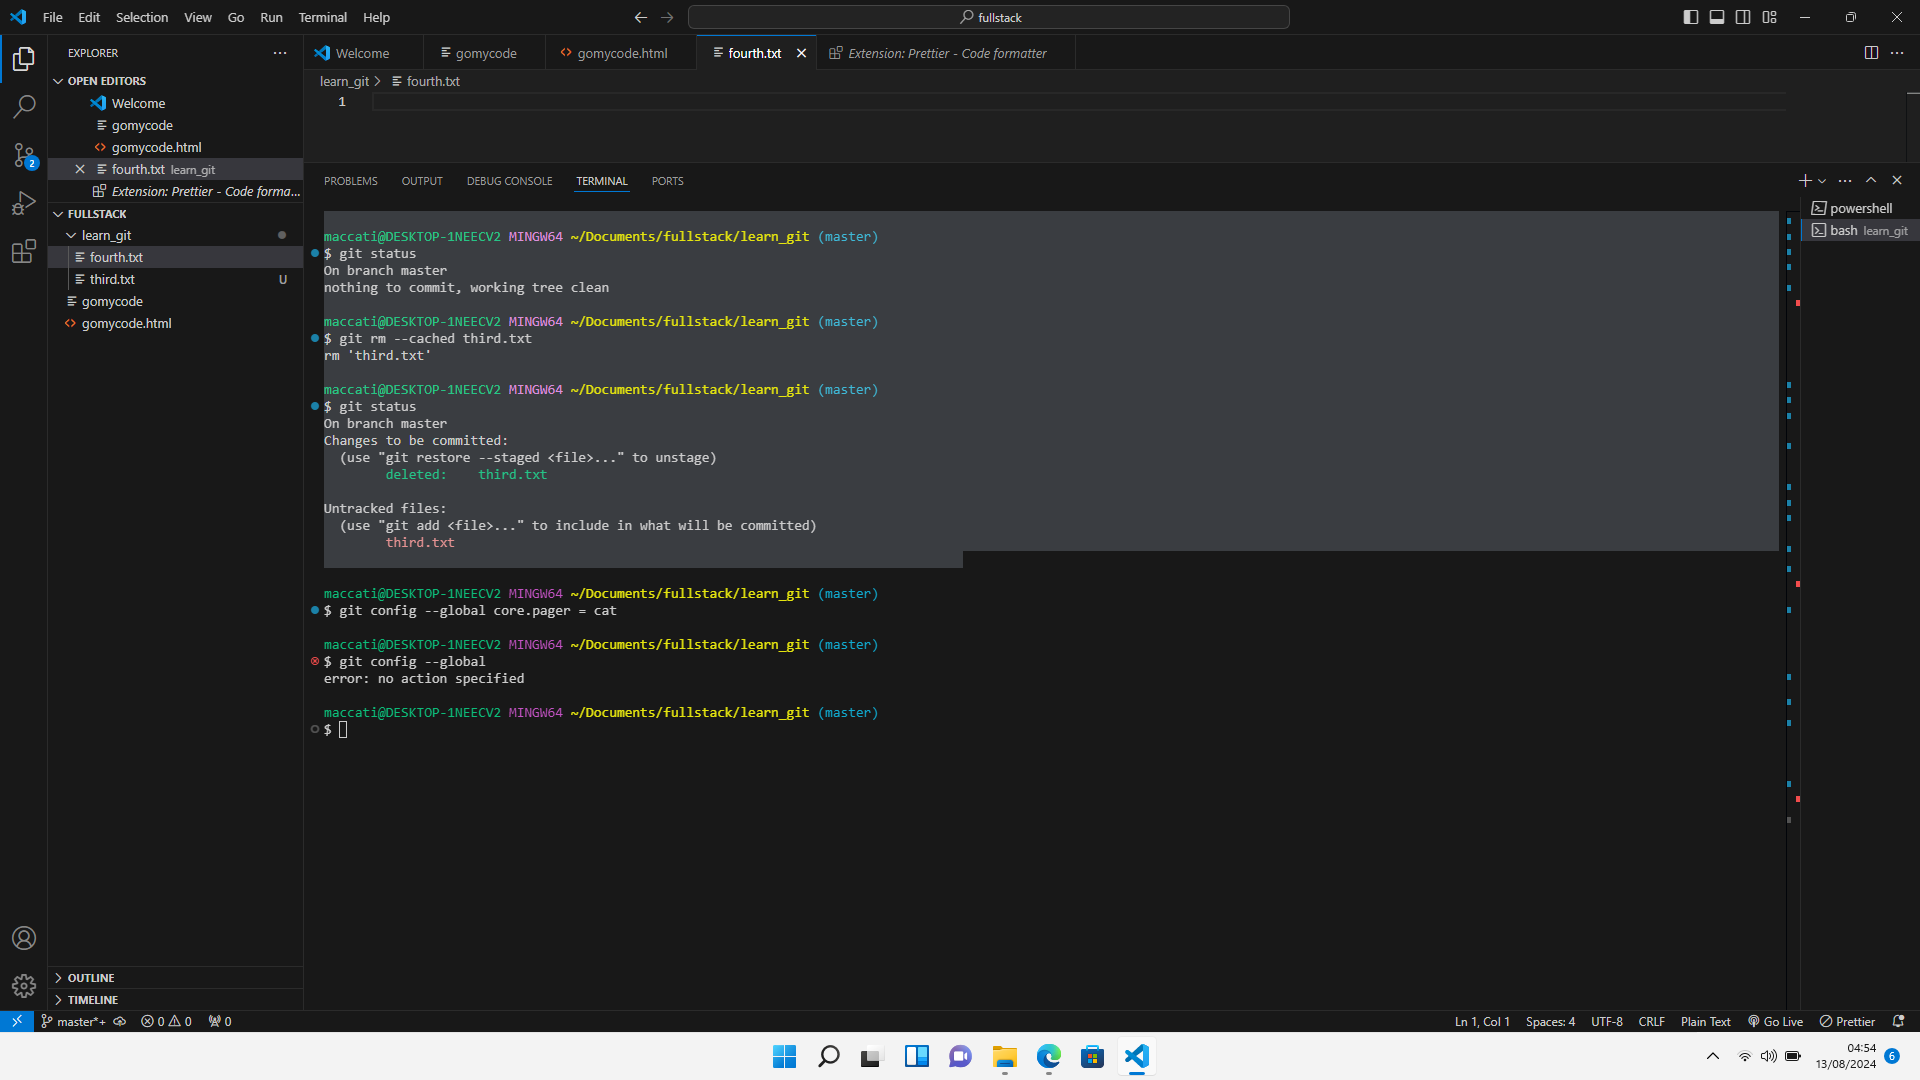 File Edit Selection View Go Run Terminal Help
fullstack
EXPLORER
Welcome
gomycode
gomycode.html
fourth.txt
Extension: Prettier - Code formatter
OPEN EDITORS
Welcome
gomycode
gomycode.html
fourth.txt learn_git
Extension: Prettier - Code forma...
FULLSTACK
learn_git
fourth.txt
third.txt U
gomycode
gomycode.html
OUTLINE
TIMELINE
learn_git > fourth.txt
1
PROBLEMS OUTPUT DEBUG CONSOLE TERMINAL PORTS
powershell
bash learn_git
maccati@DESKTOP-1NEECV2 MINGW64 ~/Documents/fullstack/learn_git (master)
$ git status
On branch master
nothing to commit, working tree clean
maccati@DESKTOP-1NEECV2 MINGW64 ~/Documents/fullstack/learn_git (master)
$ git rm --cached third.txt
rm 'third.txt'
maccati@DESKTOP-1NEECV2 MINGW64 ~/Documents/fullstack/learn_git (master)
$ git status
On branch master
Changes to be committed:
(use "git restore --staged <file>..." to unstage)
deleted: third.txt
Untracked files:
(use "git add <file>..." to include in what will be committed)
third.txt
maccati@DESKTOP-1NEECV2 MINGW64 ~/Documents/fullstack/learn_git (master)
$ git config --global core.pager = cat
maccati@DESKTOP-1NEECV2 MINGW64 ~/Documents/fullstack/learn_git (master)
$ git config --global
error: no action specified
maccati@DESKTOP-1NEECV2 MINGW64 ~/Documents/fullstack/learn_git (master)
$
2
master*+ 0 0 0
Ln 1, Col 1 Spaces: 4 UTF-8 CRLF Plain Text Go Live Prettier
04:54
13/08/2024
6